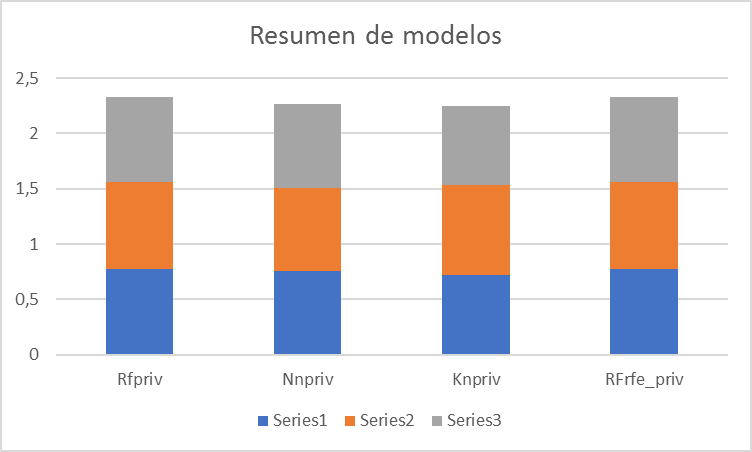 Resumen de modelos
2,5
2
1,5
1
0,5
0
Rfpriv Nnpriv Knpriv RFrfe_priv
Series1 Series2 Series3